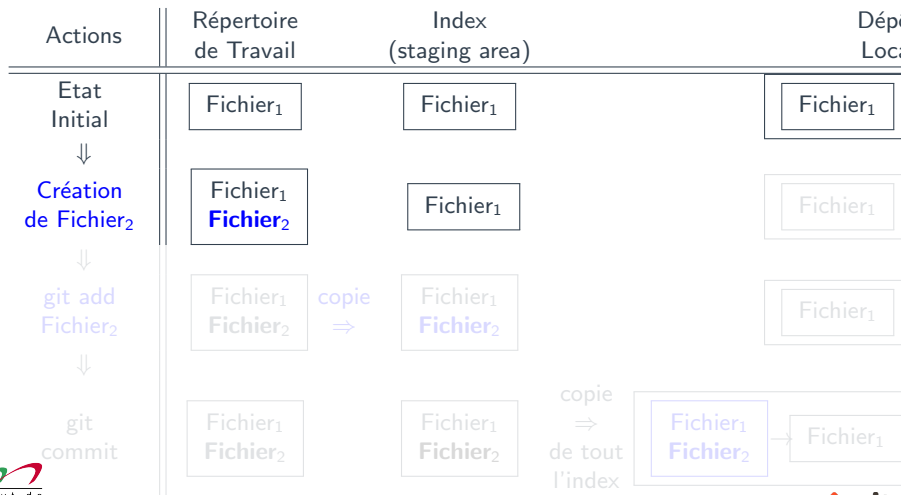 Actions
Répertoire
de Travail
Index
(staging area)
Dépô
Loca
Etat
Initial
Fichier₁
Fichier₁
Fichier₁
⇓
Création
de Fichier₂
Fichier₁
Fichier₂
Fichier₁
Fichier₁
⇓
git add
Fichier₂
Fichier₁
Fichier₂
copie
⇒
Fichier₁
Fichier₂
Fichier₁
⇓
git
commit
Fichier₁
Fichier₂
Fichier₁
Fichier₂
copie
⇒
de tout
l'index
Fichier₁
Fichier₂
→
Fichier₁